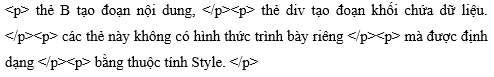 <p> thẻ B tạo đoạn nội dung, </p><p> thẻ div tạo đoạn khối chứa dữ liệu.
</p><p> các thẻ này không có hình thức trình bày riêng </p><p> mà được định
dạng </p><p> bằng thuộc tính Style. </p>